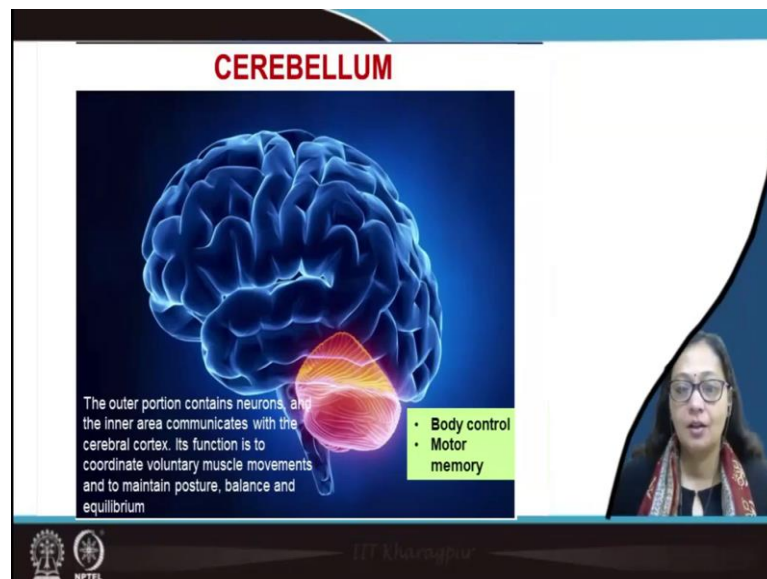 CEREBELLUM
The outer portion contains neurons, and
the inner area communicates with the
cerebral cortex. Its function is to
coordinate voluntary muscle movements
and to maintain posture, balance and
equilibrium
• Body control
• Motor
memory
IIT Kharagpur
NPTEL